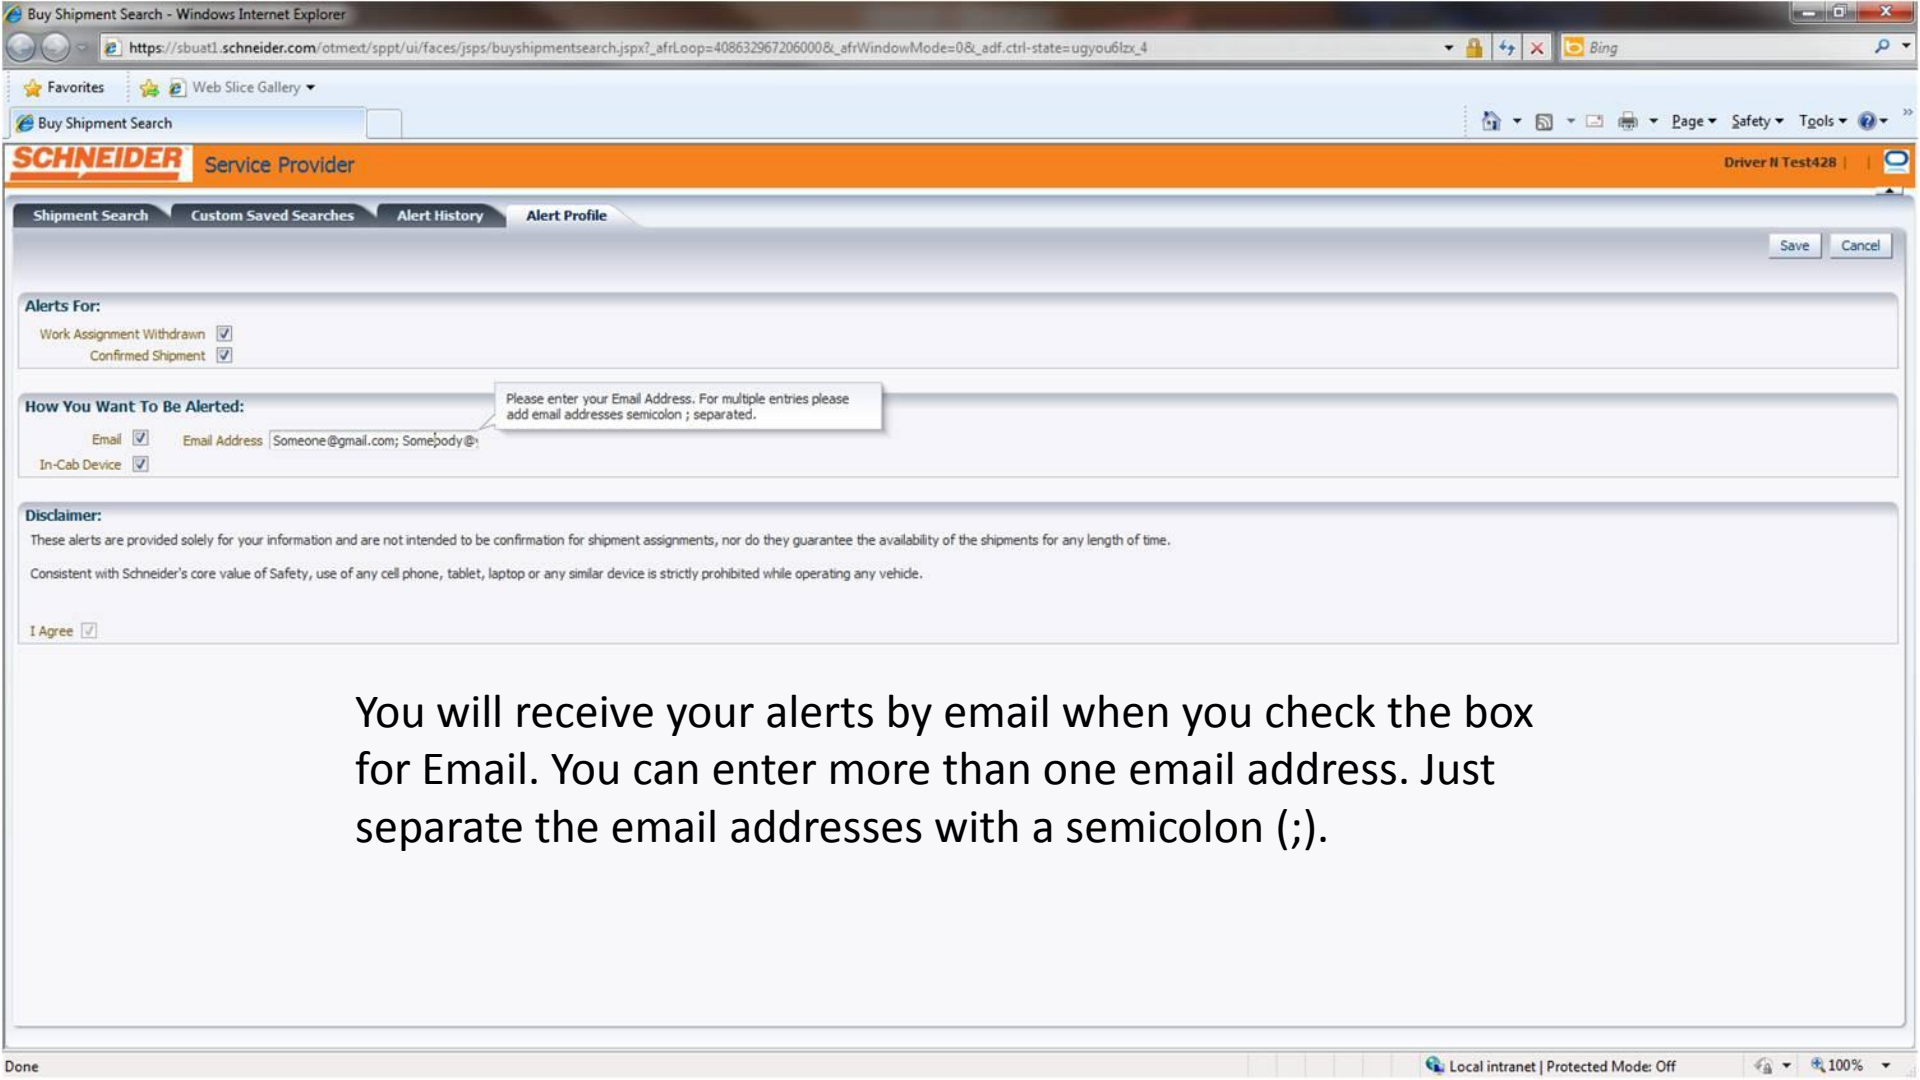 Buy Shipment Search - Windows Internet Explorer
https://sbuat1.schneider.com/otmext/sppt/ui/faces/jsps/buyshipmentsearch.jspx?_afrLoop=408632967206000&_afrWindowMode=0&_adf.ctrl-state=ugyou6lzx_4
Bing
Favorites Web Slice Gallery
Buy Shipment Search
Page Safety Tools
SCHNEIDER Service Provider
Driver N Test428 | |
Shipment Search Custom Saved Searches Alert History Alert Profile
Save Cancel
Alerts For:
Work Assignment Withdrawn
Confirmed Shipment
Please enter your Email Address. For multiple entries please
add email addresses semicolon ; separated.
How You Want To Be Alerted:
Email Email Address Someone@gmail.com; Somebody@
In-Cab Device
Disclaimer:
These alerts are provided solely for your information and are not intended to be confirmation for shipment assignments, nor do they guarantee the availability of the shipments for any length of time.
Consistent with Schneider's core value of Safety, use of any cell phone, tablet, laptop or any similar device is strictly prohibited while operating any vehicle.
I Agree
You will receive your alerts by email when you check the box
for Email. You can enter more than one email address. Just
separate the email addresses with a semicolon (;).
Done
Local intranet | Protected Mode: Off
100%